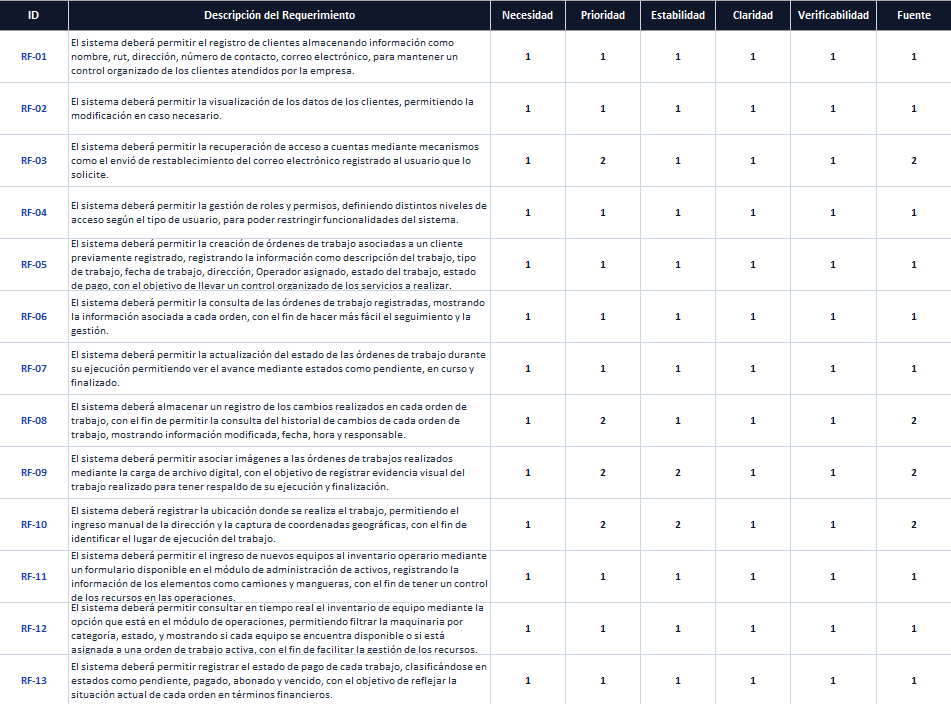 ID Descripción del Requerimiento Necesidad Prioridad Estabilidad Claridad Verificabilidad Fuente
El sistema deberá permitir el registro de clientes almacenando información como
RF-01 nombre, rut, dirección, número de contacto, correo electrónico, para mantener un 1 1 1 1 1 1
control organizado de los clientes atendidos por la empresa.
RF-02 El sistema deberá permitir la visualización de los datos de los clientes, permitiendo la 1 1 1 1 1 1
modificación en caso necesario.
El sistema deberá permitir la recuperación de acceso a cuentas mediante mecanismos
RF-03 como el envió de restablecimiento del correo electrónico registrado al usuario que lo 1 2 1 1 1 2
solicite.
RF-04 El sistema deberá permitir la gestión de roles y permisos, definiendo distintos niveles de 1 1 1 1 1 1
acceso según el tipo de usuario, para poder restringir funcionalidades del sistema.
El sistema deberá permitir la creación de órdenes de trabajo asociadas a un cliente
RF-05 previamente registrado, registrando la información como descripción del trabajo, tipo 1 1 1 1 1 1
de trabajo, fecha de trabajo, dirección, Operador asignado, estado del trabajo, estado
de pago, con el objetivo de llevar un control organizado de los servicios a realizar.
El sistema deberá permitir la consulta de las órdenes de trabajo registradas, mostrando
RF-06 la información asociada a cada orden, con el fin de hacer más fácil el seguimiento y la 1 1 1 1 1 1
gestión.
El sistema deberá permitir la actualización del estado de las órdenes de trabajo durante
RF-07 su ejecución permitiendo ver el avance mediante estados como pendiente, en curso y 1 1 1 1 1 1
finalizado.
El sistema deberá almacenar un registro de los cambios realizados en cada orden de
RF-08 trabajo, con el fin de permitir la consulta del historial de cambios de cada orden de 1 2 1 1 1 2
trabajo, mostrando información modificada, fecha, hora y responsable.
El sistema deberá permitir asociar imágenes a las órdenes de trabajos realizados
RF-09 mediante la carga de archivo digital, con el objetivo de registrar evidencia visual del 1 2 2 1 1 2
trabajo realizado para tener respaldo de su ejecución y finalización.
El sistema deberá registrar la ubicación donde se realiza el trabajo, permitiendo el
RF-10 ingreso manual de la dirección y la captura de coordenadas geográficas, con el fin de 1 2 2 1 1 2
identificar el lugar de ejecución del trabajo.
El sistema deberá permitir el ingreso de nuevos equipos al inventario operario mediante
RF-11 un formulario disponible en el módulo de administración de activos, registrando la 1 1 1 1 1 1
información de los elementos como camiones y mangueras, con el fin de tener un control
de los recursos en las operaciones.
El sistema deberá permitir consultar en tiempo real el inventario de equipo mediante la
RF-12 opción que está en el módulo de operaciones, permitiendo filtrar la maquinaria por 1 1 1 1 1 1
categoría, estado, y mostrando si cada equipo se encuentra disponible o si está
asignada a una orden de trabajo activa, con el fin de facilitar la gestión de los recursos.
El sistema deberá permitir registrar el estado de pago de cada trabajo, clasificándose en
RF-13 estados como pendiente, pagado, abonado y vencido, con el objetivo de reflejar la 1 1 1 1 1 1
situación actual de cada orden en términos financieros.